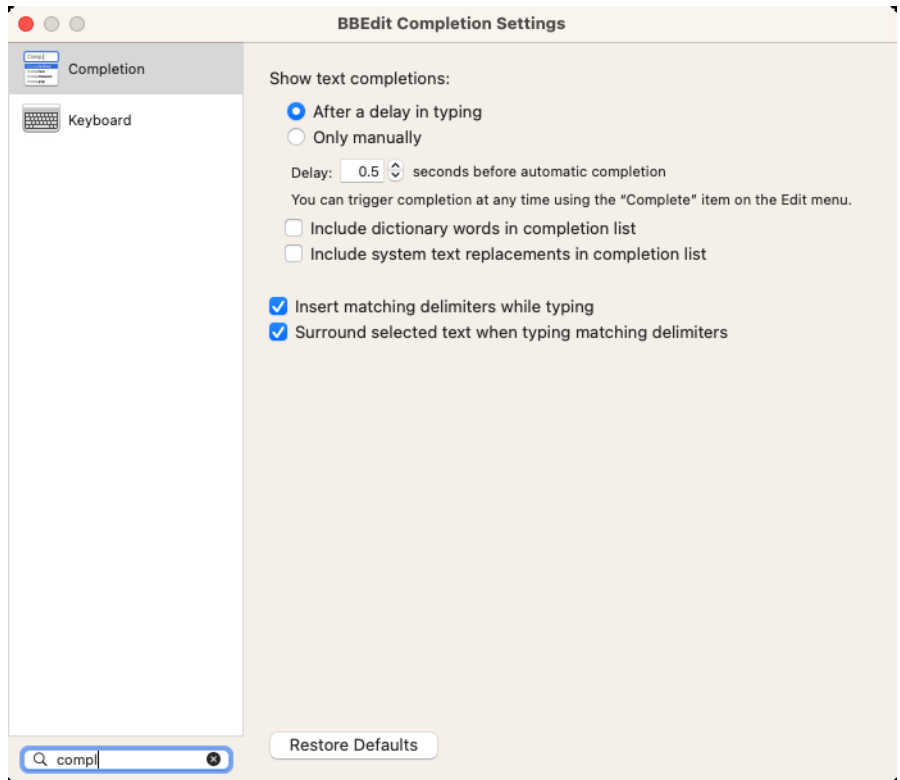 BBEdit Completion Settings
Completion
Keyboard
Show text completions:
After a delay in typing
Only manually
Delay: 0.5 seconds before automatic completion
You can trigger completion at any time using the “Complete” item on the Edit menu.
Include dictionary words in completion list
Include system text replacements in completion list
Insert matching delimiters while typing
Surround selected text when typing matching delimiters
Restore Defaults
compl